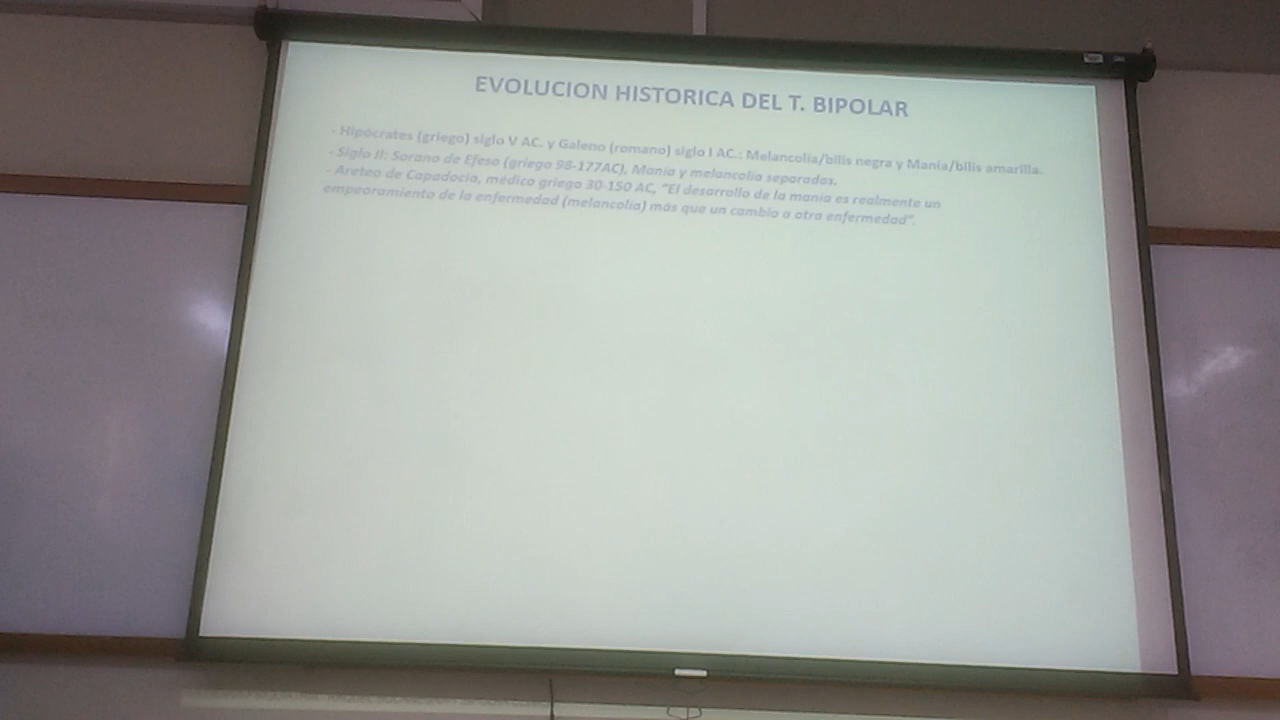 EVOLUCION HISTORICA DEL T. BIPOLAR
- Hipócrates (griego) siglo V AC. y Galeno (romano) siglo I AC.: Melancolía/bilis negra y Manía/bilis amarilla.
- Siglo II: Sorano de Efeso (griego 98-177AC), Manía y melancolía separadas.
- Areteo de Capadocia, médico griego 30-150 AC, "El desarrollo de la manía es realmente un
empeoramiento de la enfermedad (melancolía) más que un cambio a otra enfermedad".